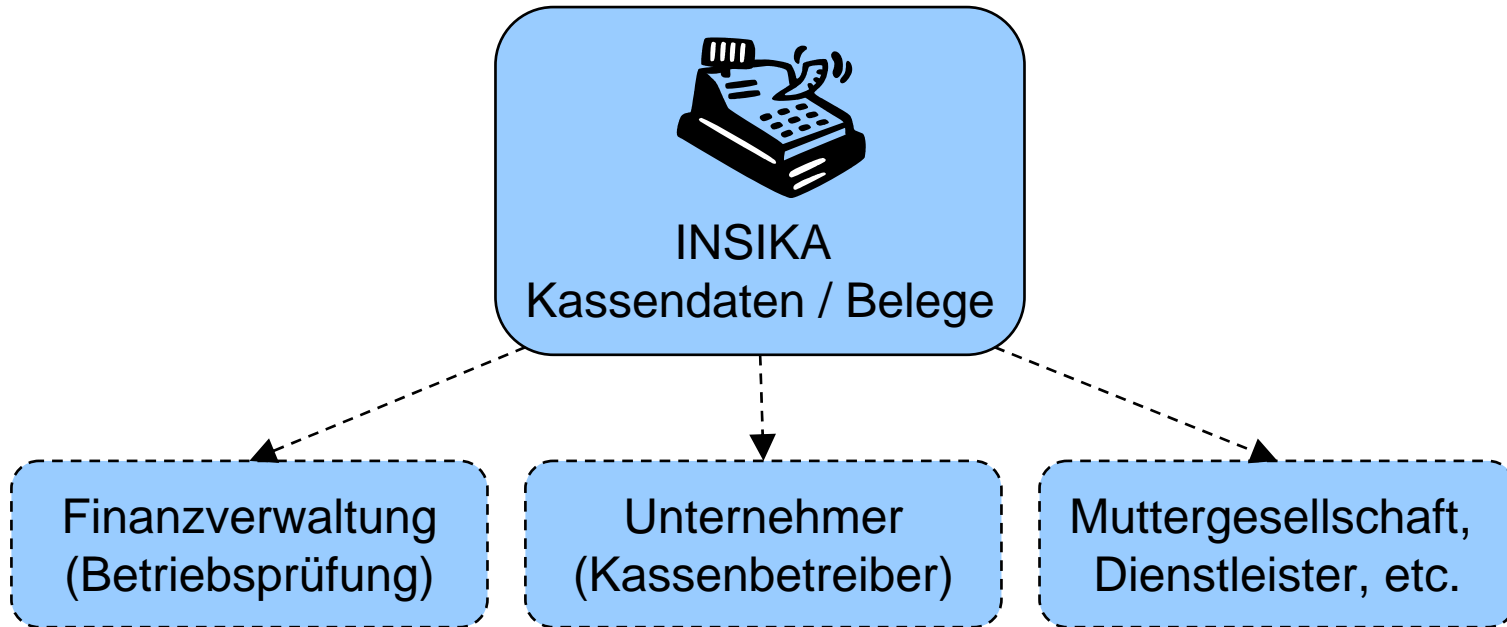 INSIKA
Kassendaten / Belege
Finanzverwaltung
(Betriebsprüfung)
Unternehmer
(Kassenbetreiber)
Muttergesellschaft,
Dienstleister, etc.